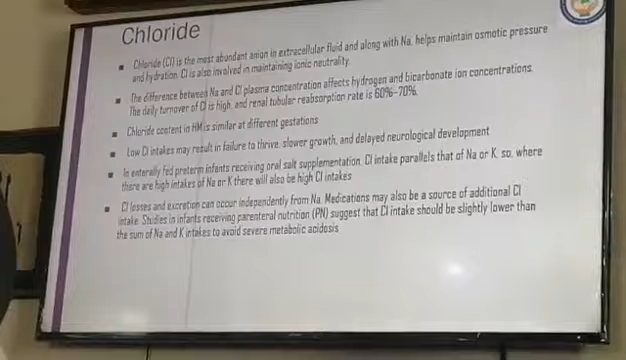 Chloride
Chloride (Cl) is the most abundant anion in extracellular fluid and along with Na, helps maintain osmotic pressure
and hydration. Cl is also involved in maintaining ionic neutrality.
The difference between Na and Cl plasma concentration affects hydrogen and bicarbonate ion concentrations.
The daily turnover of Cl is high, and renal tubular reabsorption rate is 60%-70%.
Chloride content in HM is similar at different gestations
Low Cl intakes may result in failure to thrive, slower growth, and delayed neurological development
In enterally fed preterm infants receiving oral salt supplementation, Cl intake parallels that of Na or K, so, where
there are high intakes of Na or K there will also be high Cl intakes
Cl losses and excretion can occur independently from Na. Medications may also be a source of additional Cl
intake. Studies in infants receiving parenteral nutrition (PN) suggest that Cl intake should be slightly lower than
the sum of Na and K intakes to avoid severe metabolic acidosis